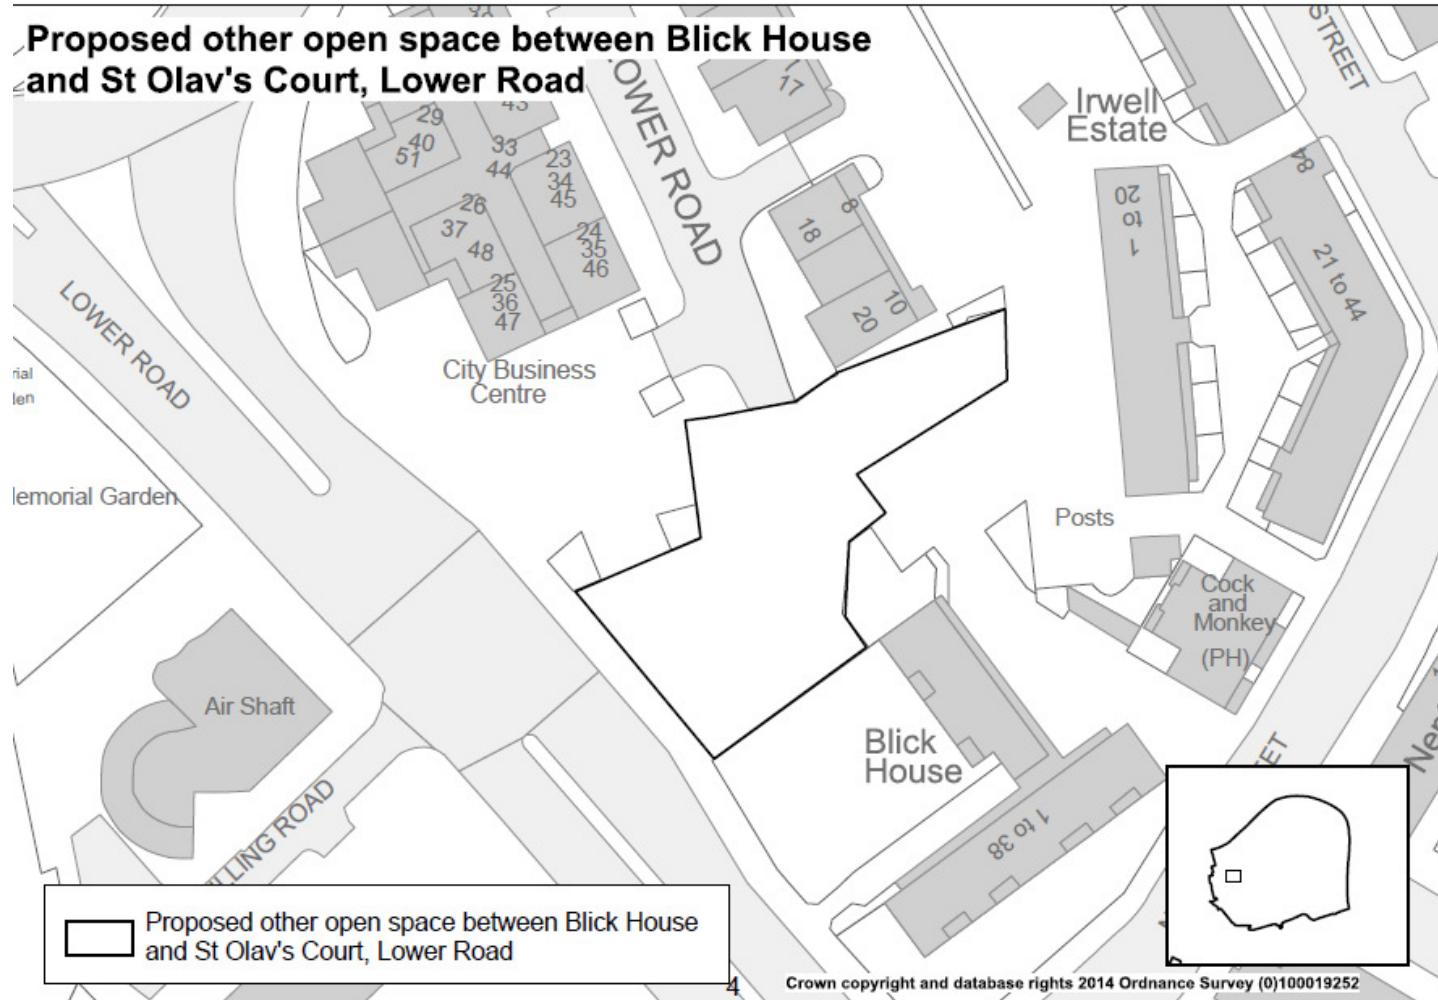 Proposed other open space between Blick House
and St Olav's Court, Lower Road
29
40
51
43
33
44
23
34
45
26
37
48
24
35
46
25
36
47
LOWER ROAD
17
18
8
10
20
Irwell
Estate
STREET
1 to 20
84
21 to 44
LOWER ROAD
City Business
Centre
Memorial Garden
Posts
Cock
and
Monkey
(PH)
Air Shaft
Blick
House
1 to 38
Proposed other open space between Blick House
and St Olav's Court, Lower Road
4
Crown copyright and database rights 2014 Ordnance Survey (0)100019252